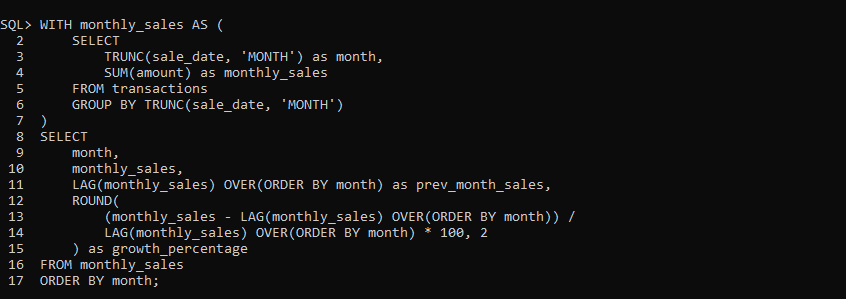 SQL> WITH monthly_sales AS (
  2      SELECT
  3          TRUNC(sale_date, 'MONTH') as month,
  4          SUM(amount) as monthly_sales
  5      FROM transactions
  6      GROUP BY TRUNC(sale_date, 'MONTH')
  7  )
  8  SELECT
  9      month,
 10      monthly_sales,
 11      LAG(monthly_sales) OVER(ORDER BY month) as prev_month_sales,
 12      ROUND(
 13          (monthly_sales - LAG(monthly_sales) OVER(ORDER BY month)) /
 14          LAG(monthly_sales) OVER(ORDER BY month) * 100, 2
 15      ) as growth_percentage
 16  FROM monthly_sales
 17  ORDER BY month;